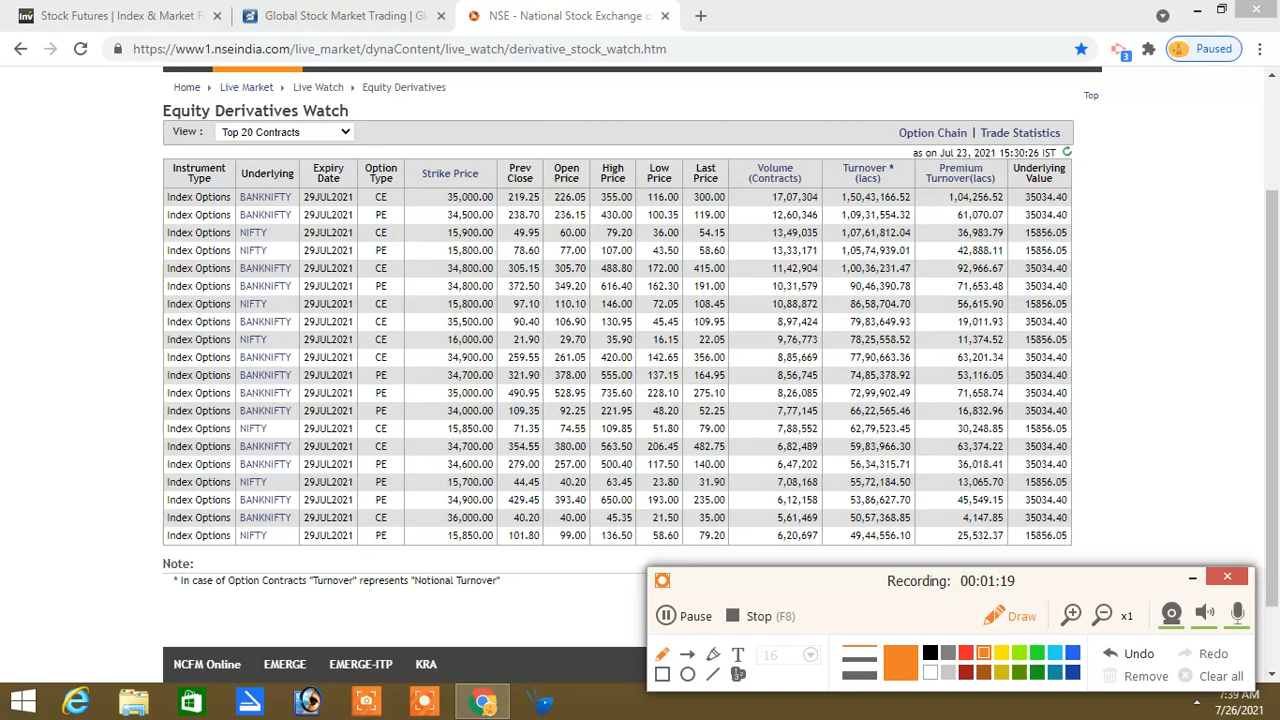 Stock Futures | Index & Market F
Global Stock Market Trading | Gl
NSE - National Stock Exchange o
https://www1.nseindia.com/live_market/dynaContent/live_watch/derivative_stock_watch.htm
3
Paused
Home Live Market Live Watch Equity Derivatives
Top
Equity Derivatives Watch
View : Top 20 Contracts Option Chain | Trade Statistics
as on Jul 23, 2021 15:30:26 IST
Instrument Type Underlying Expiry Date Option Type Strike Price Prev Close Open Price High Price Low Price Last Price Volume (Contracts) Turnover * (lacs) Premium Turnover(lacs) Underlying Value
Index Options BANKNIFTY 29JUL2021 CE 35,000.00 219.25 226.05 355.00 116.00 300.00 17,07,304 1,50,43,166.52 1,04,256.52 35034.40
Index Options BANKNIFTY 29JUL2021 PE 34,500.00 238.70 236.15 430.00 100.35 119.00 12,60,346 1,09,31,554.32 61,070.07 35034.40
Index Options NIFTY 29JUL2021 CE 15,900.00 49.95 60.00 79.20 36.00 54.15 13,49,035 1,07,61,812.04 36,983.79 15856.05
Index Options NIFTY 29JUL2021 PE 15,800.00 78.60 77.00 107.00 43.50 58.60 13,33,171 1,05,74,939.01 42,888.11 15856.05
Index Options BANKNIFTY 29JUL2021 CE 34,800.00 305.15 305.70 488.80 172.00 415.00 11,42,904 1,00,36,231.47 92,966.67 35034.40
Index Options BANKNIFTY 29JUL2021 PE 34,800.00 372.50 349.20 616.40 162.30 191.00 10,31,579 90,46,390.78 71,653.48 35034.40
Index Options NIFTY 29JUL2021 CE 15,800.00 97.10 110.10 146.00 72.05 108.45 10,88,872 86,58,704.70 56,615.90 15856.05
Index Options BANKNIFTY 29JUL2021 CE 35,500.00 90.40 106.90 130.95 45.45 109.95 8,97,424 79,83,649.93 19,011.93 35034.40
Index Options NIFTY 29JUL2021 CE 16,000.00 21.90 29.70 35.90 16.15 22.05 9,76,773 78,25,558.52 11,374.52 15856.05
Index Options BANKNIFTY 29JUL2021 CE 34,900.00 259.55 261.05 420.00 142.65 356.00 8,85,669 77,90,663.36 63,201.34 35034.40
Index Options BANKNIFTY 29JUL2021 PE 34,700.00 321.90 378.00 555.00 137.15 164.95 8,56,745 74,85,378.92 53,116.05 35034.40
Index Options BANKNIFTY 29JUL2021 PE 35,000.00 490.95 528.95 735.60 228.10 275.10 8,26,085 72,99,902.49 71,658.74 35034.40
Index Options BANKNIFTY 29JUL2021 PE 34,000.00 109.35 92.25 221.95 48.20 52.25 7,77,145 66,22,565.46 16,832.96 35034.40
Index Options NIFTY 29JUL2021 CE 15,850.00 71.35 74.55 109.85 51.80 79.00 7,88,552 62,79,523.45 30,248.85 15856.05
Index Options BANKNIFTY 29JUL2021 CE 34,700.00 354.55 380.00 563.50 206.45 482.75 6,82,489 59,83,966.30 63,374.22 35034.40
Index Options BANKNIFTY 29JUL2021 PE 34,600.00 279.00 257.00 500.40 117.50 140.00 6,47,202 56,34,315.71 36,018.41 35034.40
Index Options NIFTY 29JUL2021 PE 15,700.00 44.45 40.20 63.45 23.80 31.90 7,08,168 55,72,184.50 13,065.70 15856.05
Index Options BANKNIFTY 29JUL2021 PE 34,900.00 429.45 393.40 650.00 193.00 235.00 6,12,158 53,86,627.70 45,549.15 35034.40
Index Options BANKNIFTY 29JUL2021 CE 36,000.00 40.20 40.00 45.35 21.50 35.00 5,61,469 50,57,368.85 4,147.85 35034.40
Index Options NIFTY 29JUL2021 PE 15,850.00 101.80 99.00 136.50 58.60 79.20 6,20,697 49,44,556.10 25,532.37 15856.05
Note:
* In case of Option Contracts "Turnover" represents "Notional Turnover"
Recording: 00:01:19
Pause Stop (F8) Draw x1
T 16 Undo Redo
Remove Clear all
NCFM Online EMERGE EMERGE-ITP KRA
7:39 AM
7/26/2021